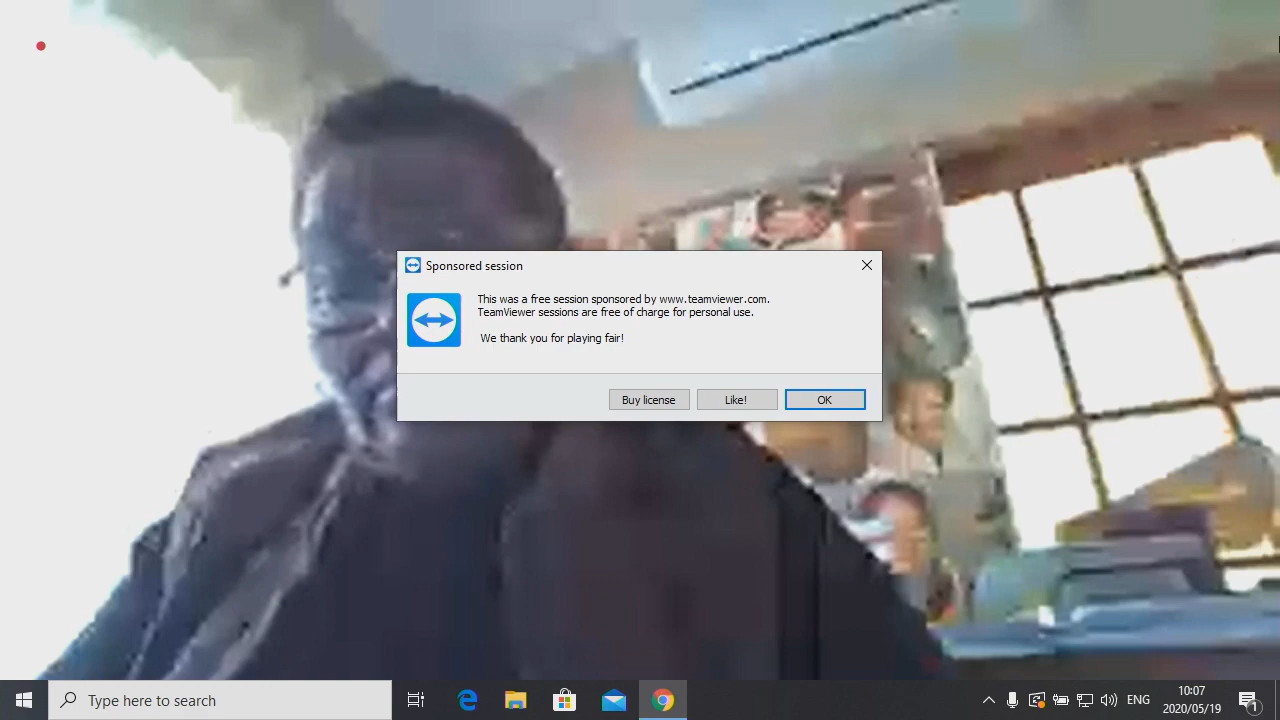 Sponsored session
This was a free session sponsored by www.teamviewer.com.
TeamViewer sessions are free of charge for personal use.
We thank you for playing fair!
Buy license
Like!
OK
Type here to search
ENG
10:07
2020/05/19
1